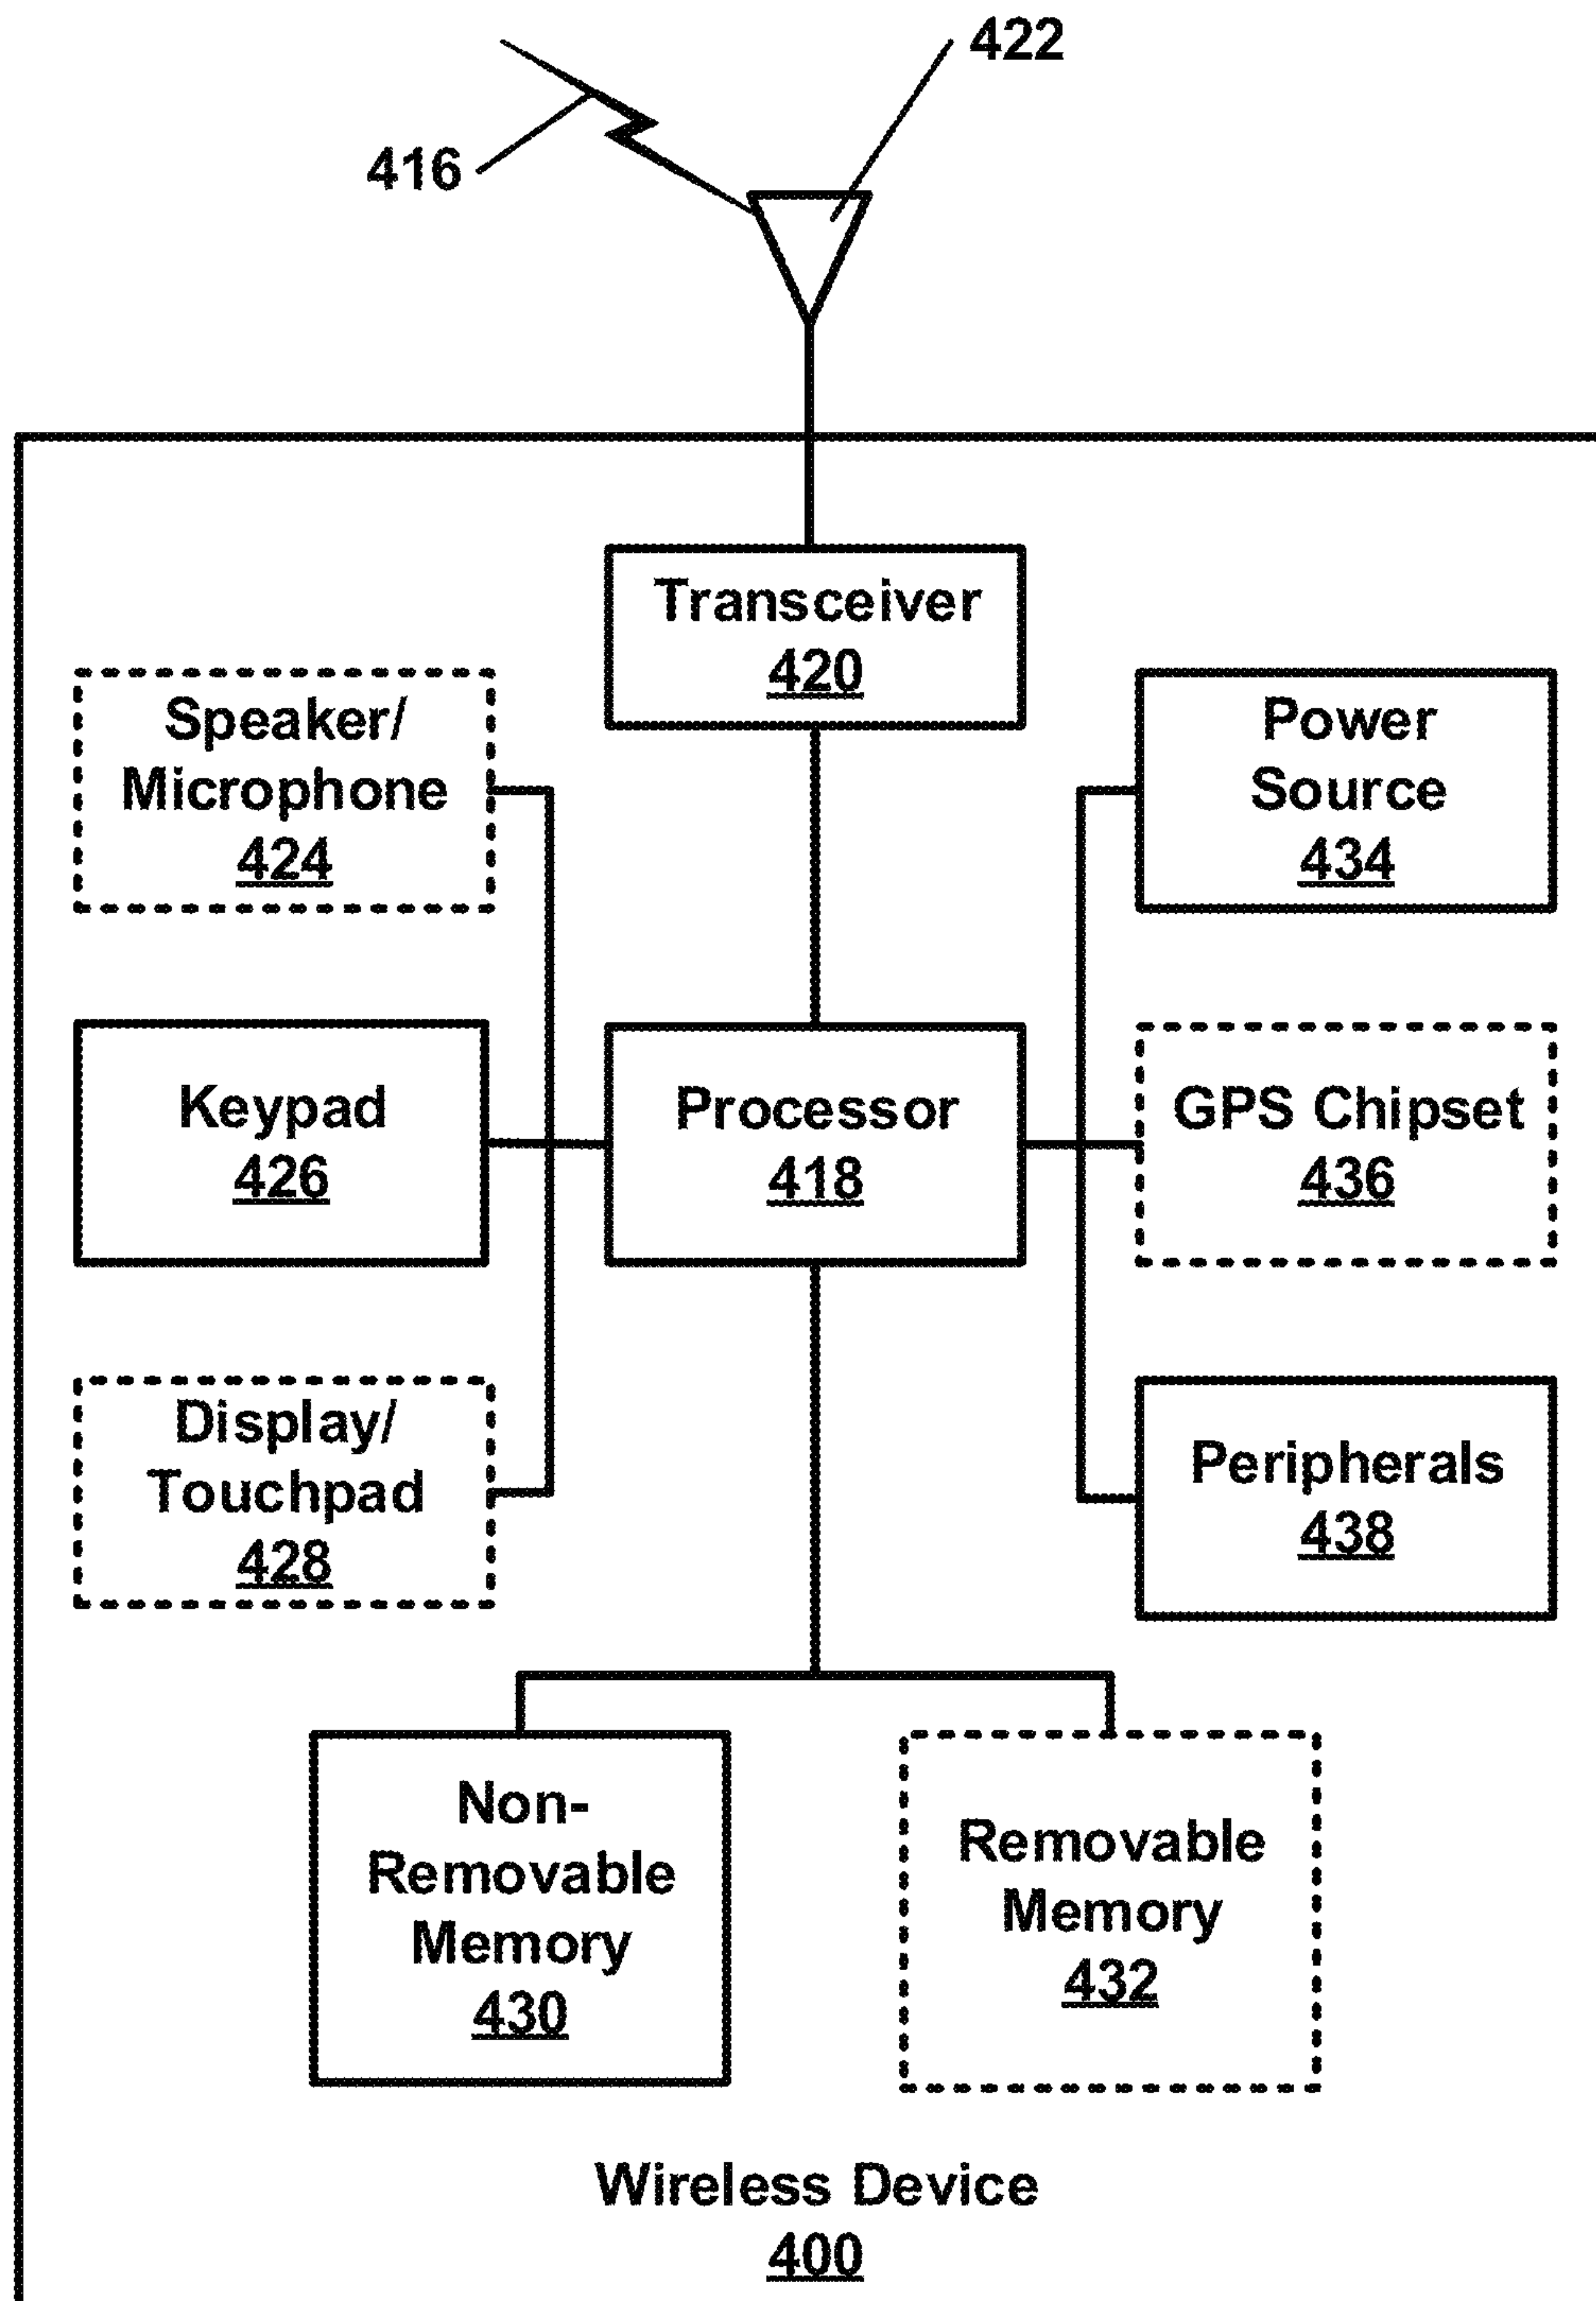 422
416
Transceiver
420
Speaker/
Microphone
424
Power
Source
434
Keypad
426
Processor
418
GPS Chipset
436
Display/
Touchpad
428
Peripherals
438
Non-
Removable
Memory
430
Removable
Memory
432
Wireless Device
400